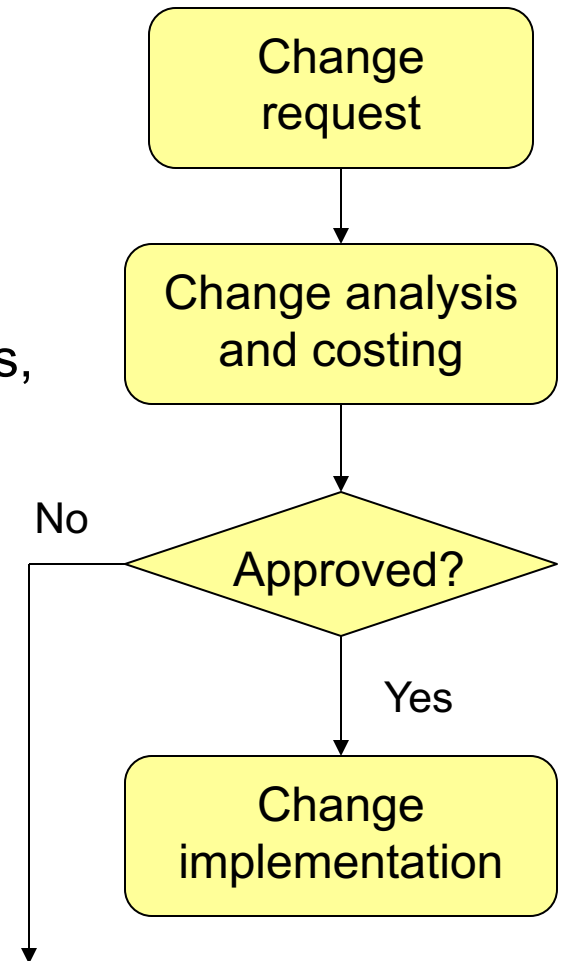 Change
request
Change analysis
and costing
s,
No
Approved?
Yes
Change
implementation